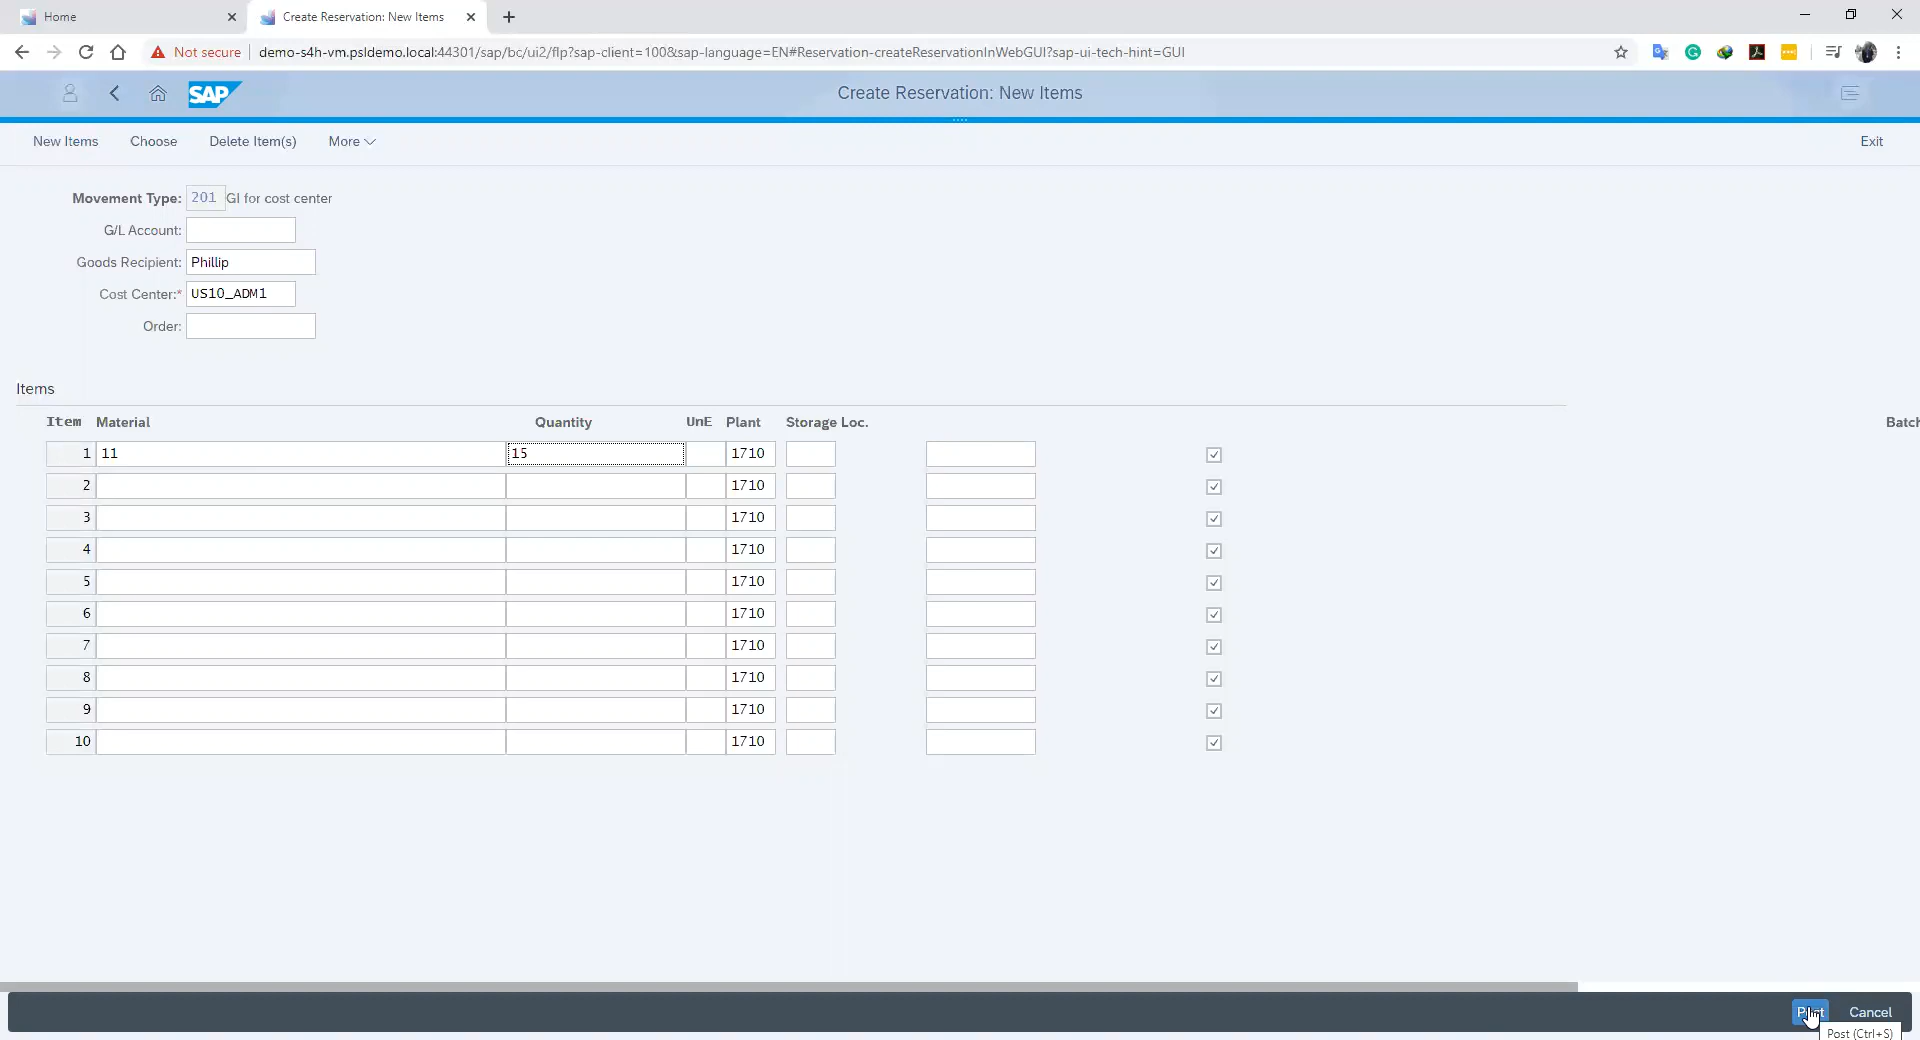 Home
Create Reservation: New Items
Not secure
demo-s4h-vm.psldemo.local:44301/sap/bc/ui2/flp?sap-client=100&sap-language=EN#Reservation-createReservationInWebGUI?sap-ui-tech-hint=GUI
SAP
Create Reservation: New Items
New Items Choose Delete Item(s) More Exit
Movement Type: 201 GI for cost center
G/L Account:
Goods Recipient: Phillip
Cost Center:* US10_ADM1
Order:
Items
Item Material Quantity UnE Plant Storage Loc. Batch
1 11 15 1710
2 1710
3 1710
4 1710
5 1710
6 1710
7 1710
8 1710
9 1710
10 1710
Post Cancel
Post (Ctrl+S)